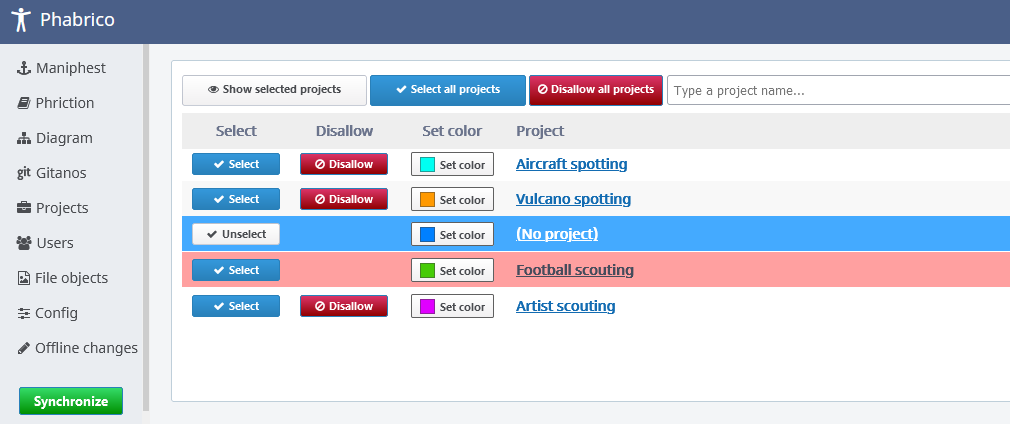 Phabrico
Maniphest
Phriction
Diagram
git Gitanos
Projects
Users
File objects
Config
Offline changes
Synchronize
Show selected projects Select all projects Disallow all projects Type a project name...
Select Disallow Set color Project
Select Disallow Set color Aircraft spotting
Select Disallow Set color Vulcano spotting
Unselect Set color (No project)
Select Set color Football scouting
Select Disallow Set color Artist scouting